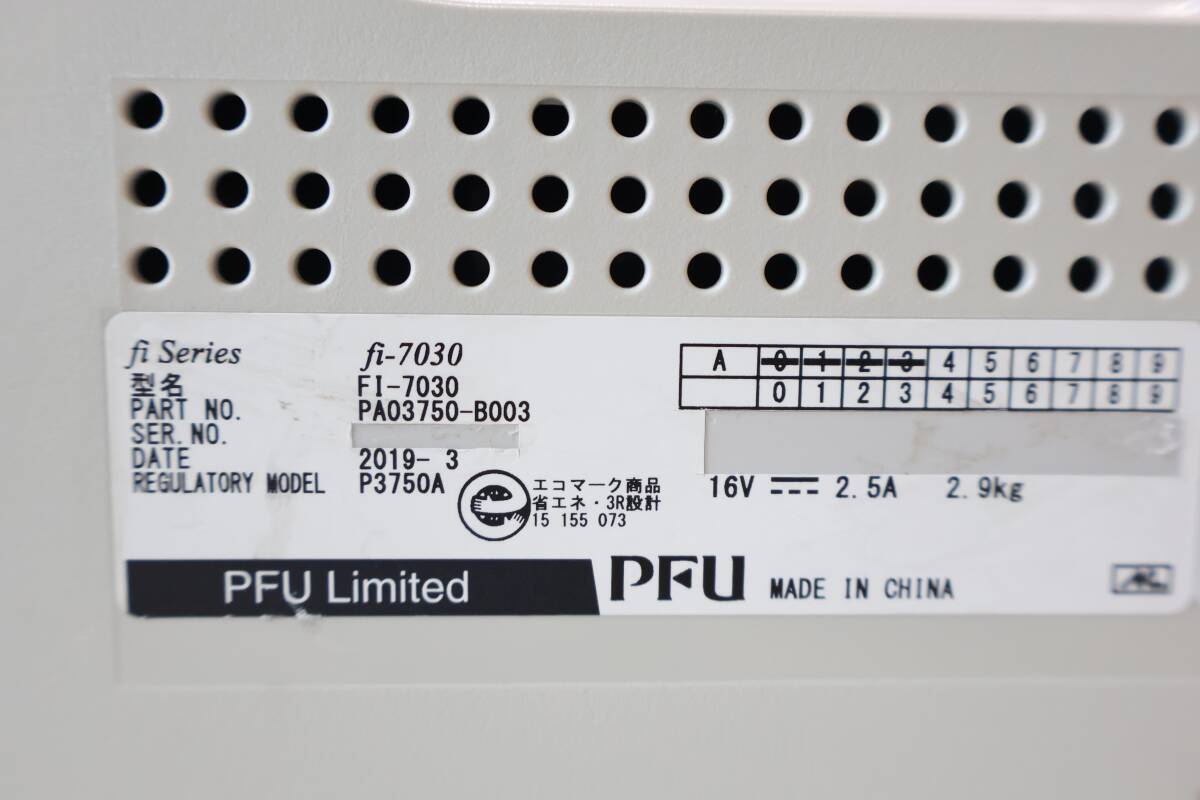 fi Series fi-7030
型名 FI-7030
PART NO. PA03750-B003
SER. NO.
DATE 2019- 3
REGULATORY MODEL P3750A
A 0 1 2 3 4 5 6 7 8 9
0 1 2 3 4 5 6 7 8 9
エコマーク商品
省エネ・3R設計
15 155 073
16V 2.5A 2.9kg
PFU Limited PFU MADE IN CHINA